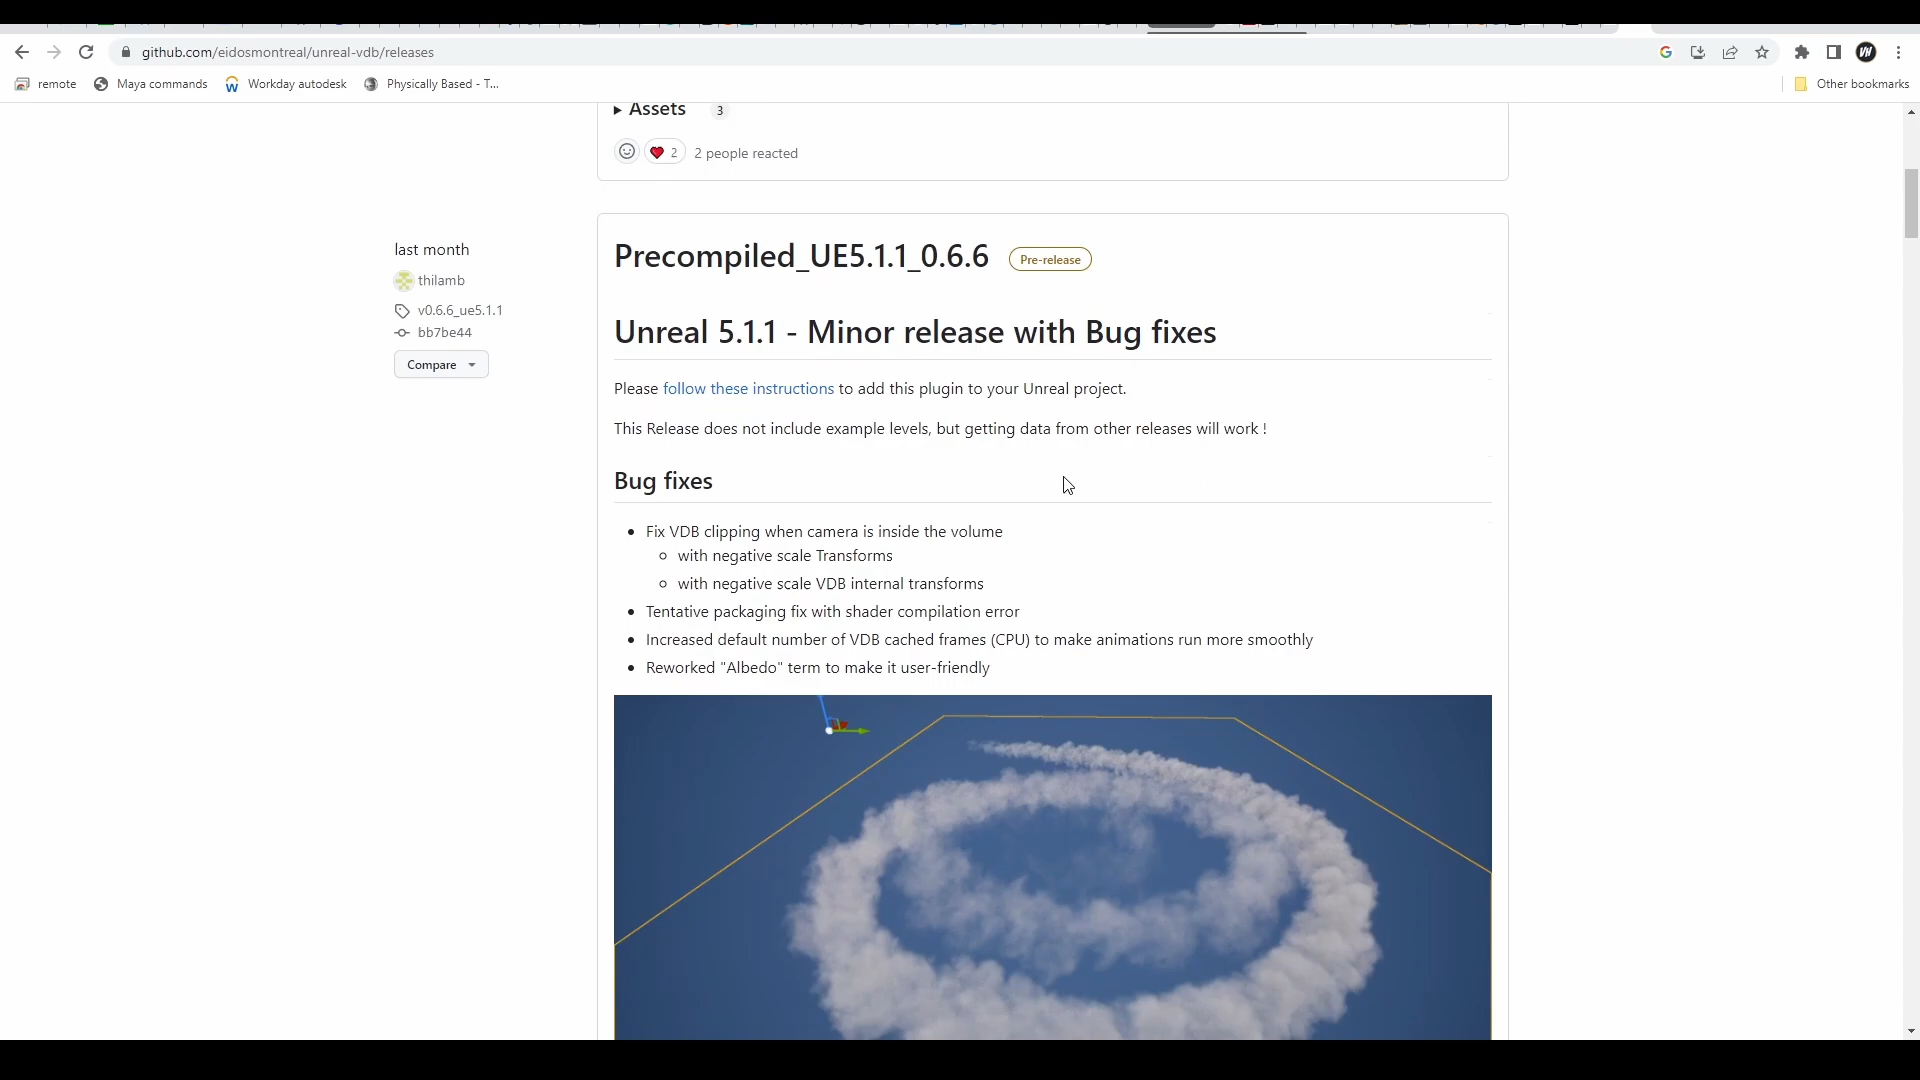 github.com/eidosmontreal/unreal-vdb/releases
remote
Maya commands
Workday autodesk
Physically Based - T...
Other bookmarks
Assets 3
2 2 people reacted
last month
thilamb
v0.6.6_ue5.1.1
bb7be44
Compare
Precompiled_UE5.1.1_0.6.6 Pre-release
Unreal 5.1.1 - Minor release with Bug fixes
Please follow these instructions to add this plugin to your Unreal project.
This Release does not include example levels, but getting data from other releases will work !
Bug fixes
Fix VDB clipping when camera is inside the volume
with negative scale Transforms
with negative scale VDB internal transforms
Tentative packaging fix with shader compilation error
Increased default number of VDB cached frames (CPU) to make animations run more smoothly
Reworked "Albedo" term to make it user-friendly